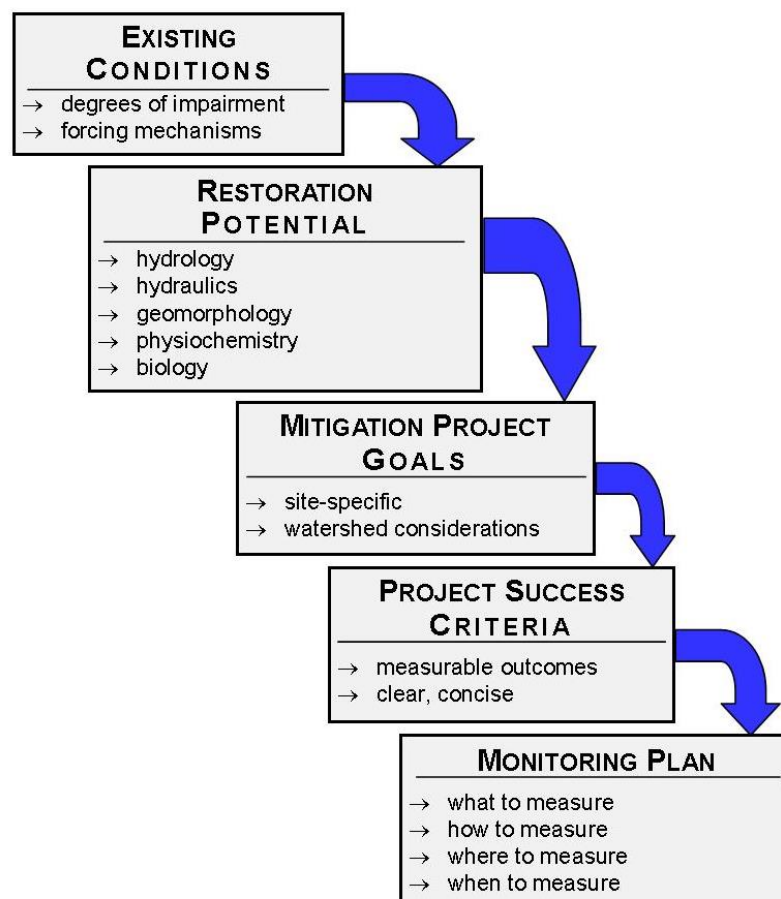 EXISTING
CONDITIONS
→ degrees of impairment
→ forcing mechanisms
RESTORATION
POTENTIAL
→ hydrology
→ hydraulics
→ geomorphology
→ physiochemistry
→ biology
MITIGATION PROJECT
GOALS
→ site-specific
→ watershed considerations
PROJECT SUCCESS
CRITERIA
→ measurable outcomes
→ clear, concise
MONITORING PLAN
→ what to measure
→ how to measure
→ where to measure
→ when to measure